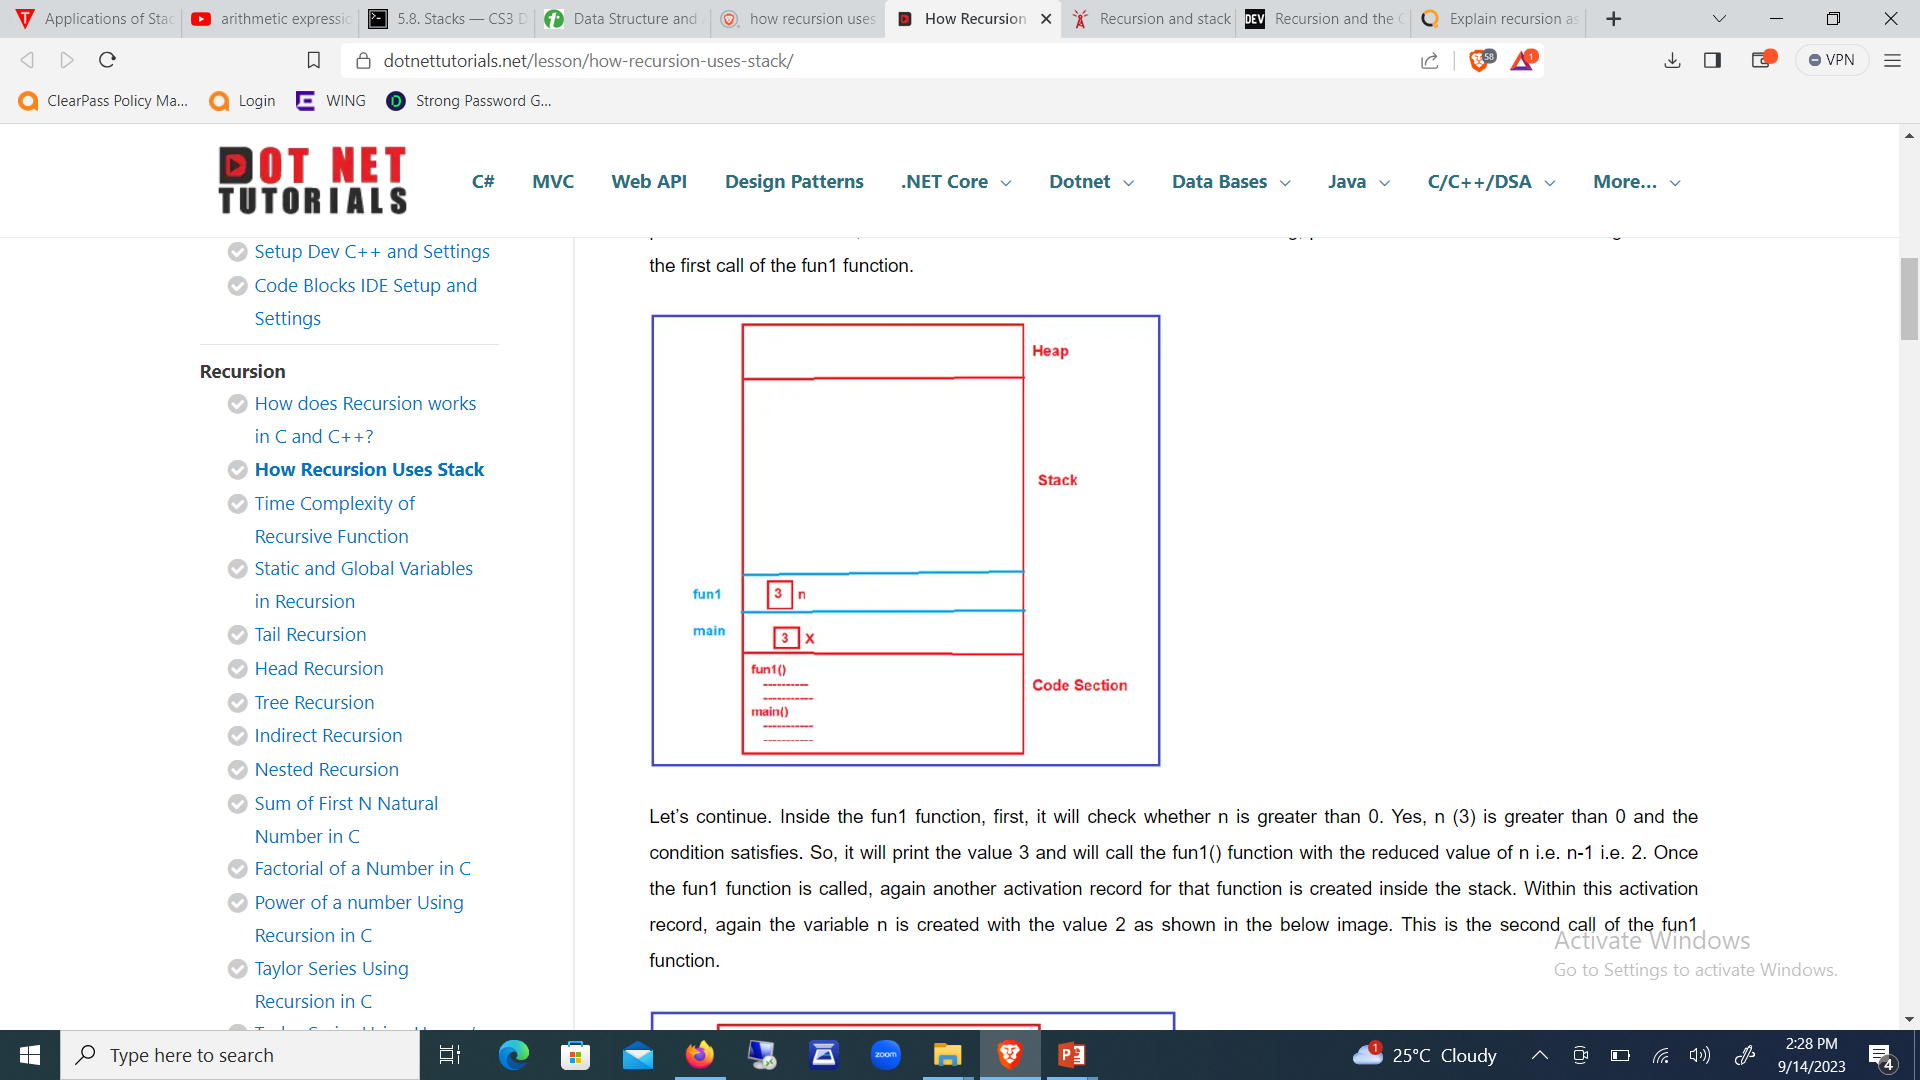 Applications of Stac
arithmetic expressio
5.8. Stacks — CS3 D
Data Structure and A
how recursion uses
How Recursion
Recursion and stack
DEV Recursion and the C
Explain recursion as
dotnettutorials.net/lesson/how-recursion-uses-stack/
58
1
VPN
ClearPass Policy Ma...
Login
WING
Strong Password G...
DOT NET
TUTORIALS
C#
MVC
Web API
Design Patterns
.NET Core
Dotnet
Data Bases
Java
C/C++/DSA
More...
Setup Dev C++ and Settings
Code Blocks IDE Setup and
Settings
Recursion
How does Recursion works
in C and C++?
How Recursion Uses Stack
Time Complexity of
Recursive Function
Static and Global Variables
in Recursion
Tail Recursion
Head Recursion
Tree Recursion
Indirect Recursion
Nested Recursion
Sum of First N Natural
Number in C
Factorial of a Number in C
Power of a number Using
Recursion in C
Taylor Series Using
Recursion in C
the first call of the fun1 function.
Heap
Stack
fun1
3 n
main
3 X
fun1()
-----------
------------
main()
------------
------------
Code Section
Let’s continue. Inside the fun1 function, first, it will check whether n is greater than 0. Yes, n (3) is greater than 0 and the
condition satisfies. So, it will print the value 3 and will call the fun1() function with the reduced value of n i.e. n-1 i.e. 2. Once
the fun1 function is called, again another activation record for that function is created inside the stack. Within this activation
record, again the variable n is created with the value 2 as shown in the below image. This is the second call of the fun1
function.
Activate Windows
Go to Settings to activate Windows.
Type here to search
zoom
1
25°C Cloudy
2:28 PM
9/14/2023
4